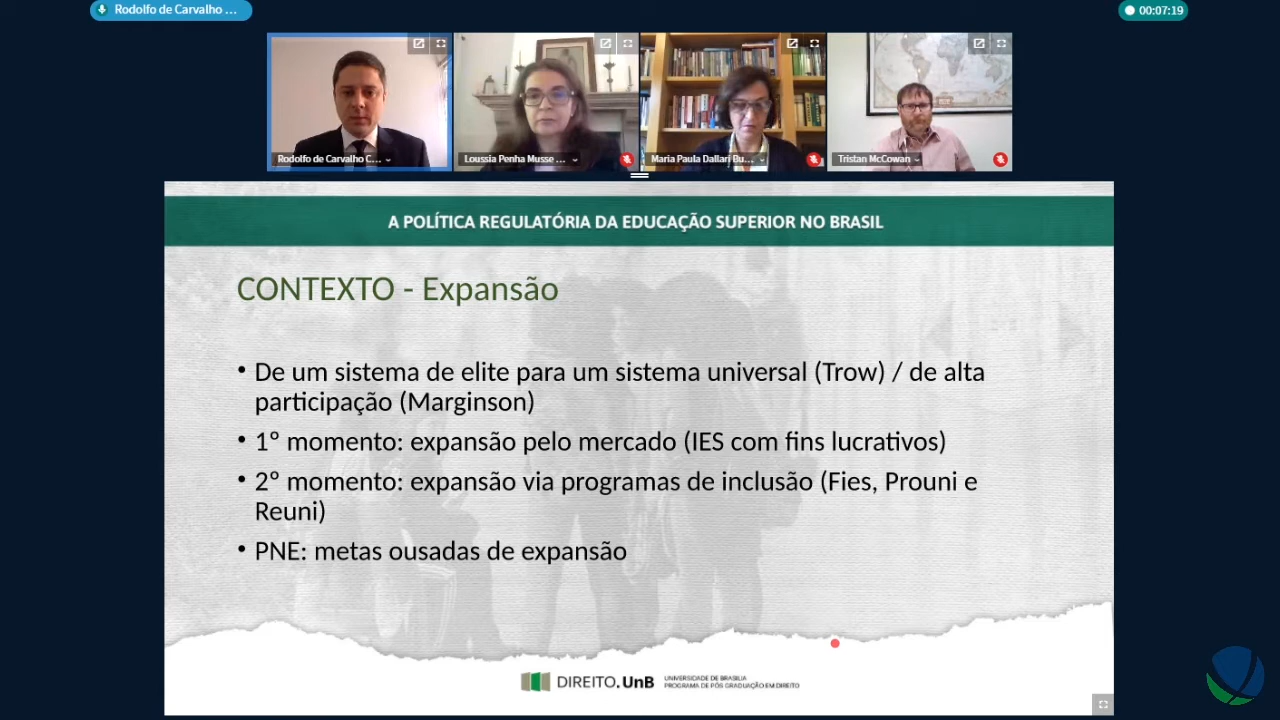 Rodolfo de Carvalho ...
00:07:19
Rodolfo de Carvalho C...
Loussia Penha Musse ...
Maria Paula Dallari Bu...
Tristan McCowan
A POLÍTICA REGULATÓRIA DA EDUCAÇÃO SUPERIOR NO BRASIL
CONTEXTO - Expansão
• De um sistema de elite para um sistema universal (Trow) / de alta
participação (Marginson)
• 1º momento: expansão pelo mercado (IES com fins lucrativos)
• 2º momento: expansão via programas de inclusão (Fies, Prouni e
Reuni)
• PNE: metas ousadas de expansão
DIREITO.UnB
UNIVERSIDADE DE BRASILIA
PROGRAMA DE PÓS GRADUAÇÃO EM DIREITO